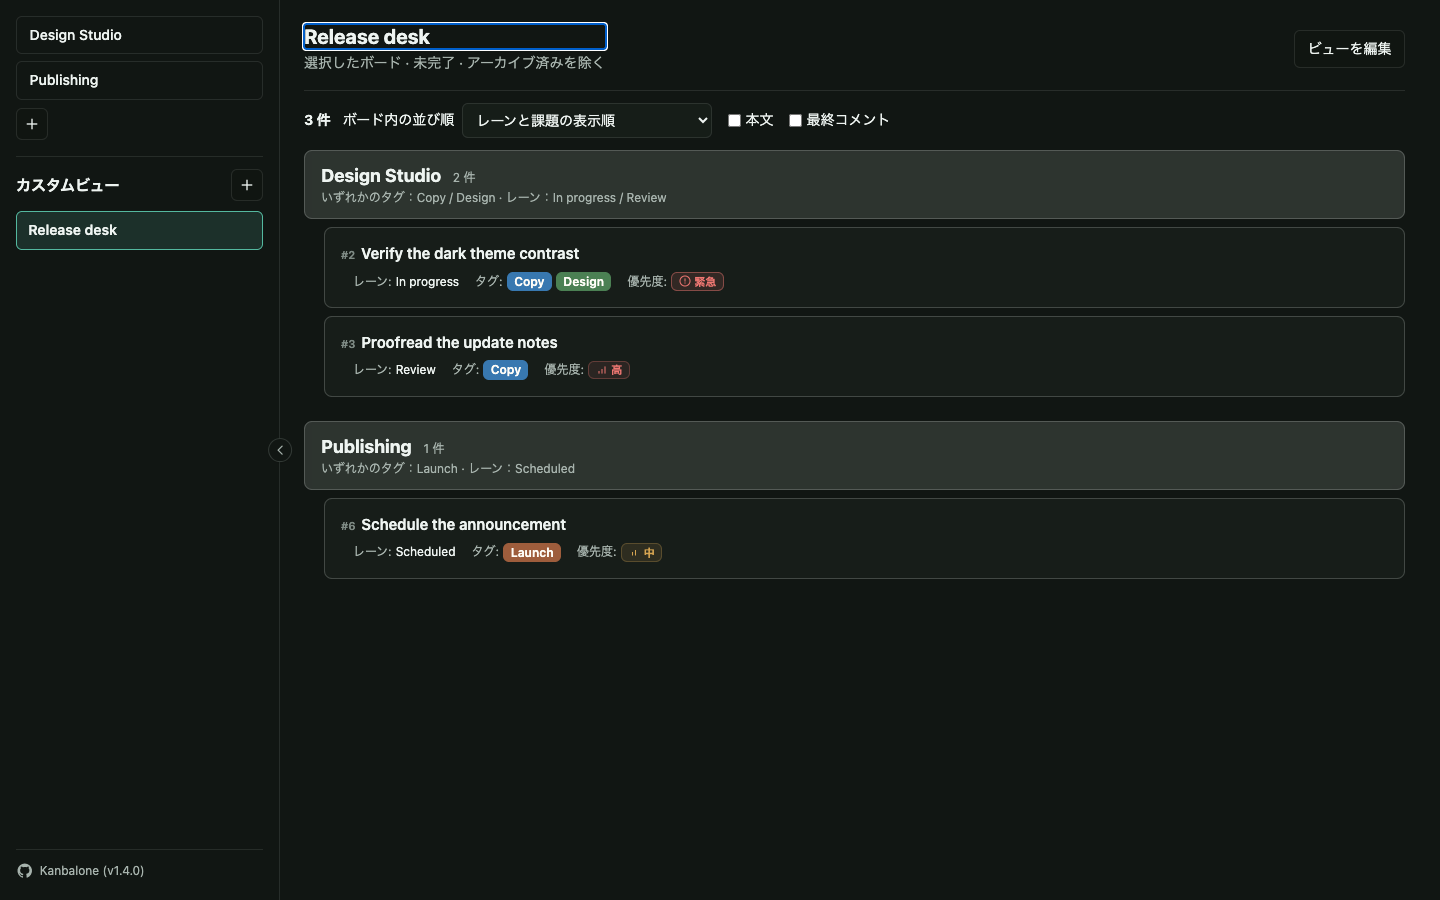 Design Studio
Publishing
カスタムビュー
Release desk
Kanbalone (v1.4.0)
Release desk
選択したボード · 未完了 · アーカイブ済みを除く
ビューを編集
3 件 ボード内の並び順 レーンと課題の表示順 本文 最終コメント
Design Studio 2 件
いずれかのタグ：Copy / Design · レーン：In progress / Review
#2 Verify the dark theme contrast
レーン: In progress タグ: Copy Design 優先度: 緊急
#3 Proofread the update notes
レーン: Review タグ: Copy 優先度: 高
Publishing 1 件
いずれかのタグ：Launch · レーン：Scheduled
#6 Schedule the announcement
レーン: Scheduled タグ: Launch 優先度: 中